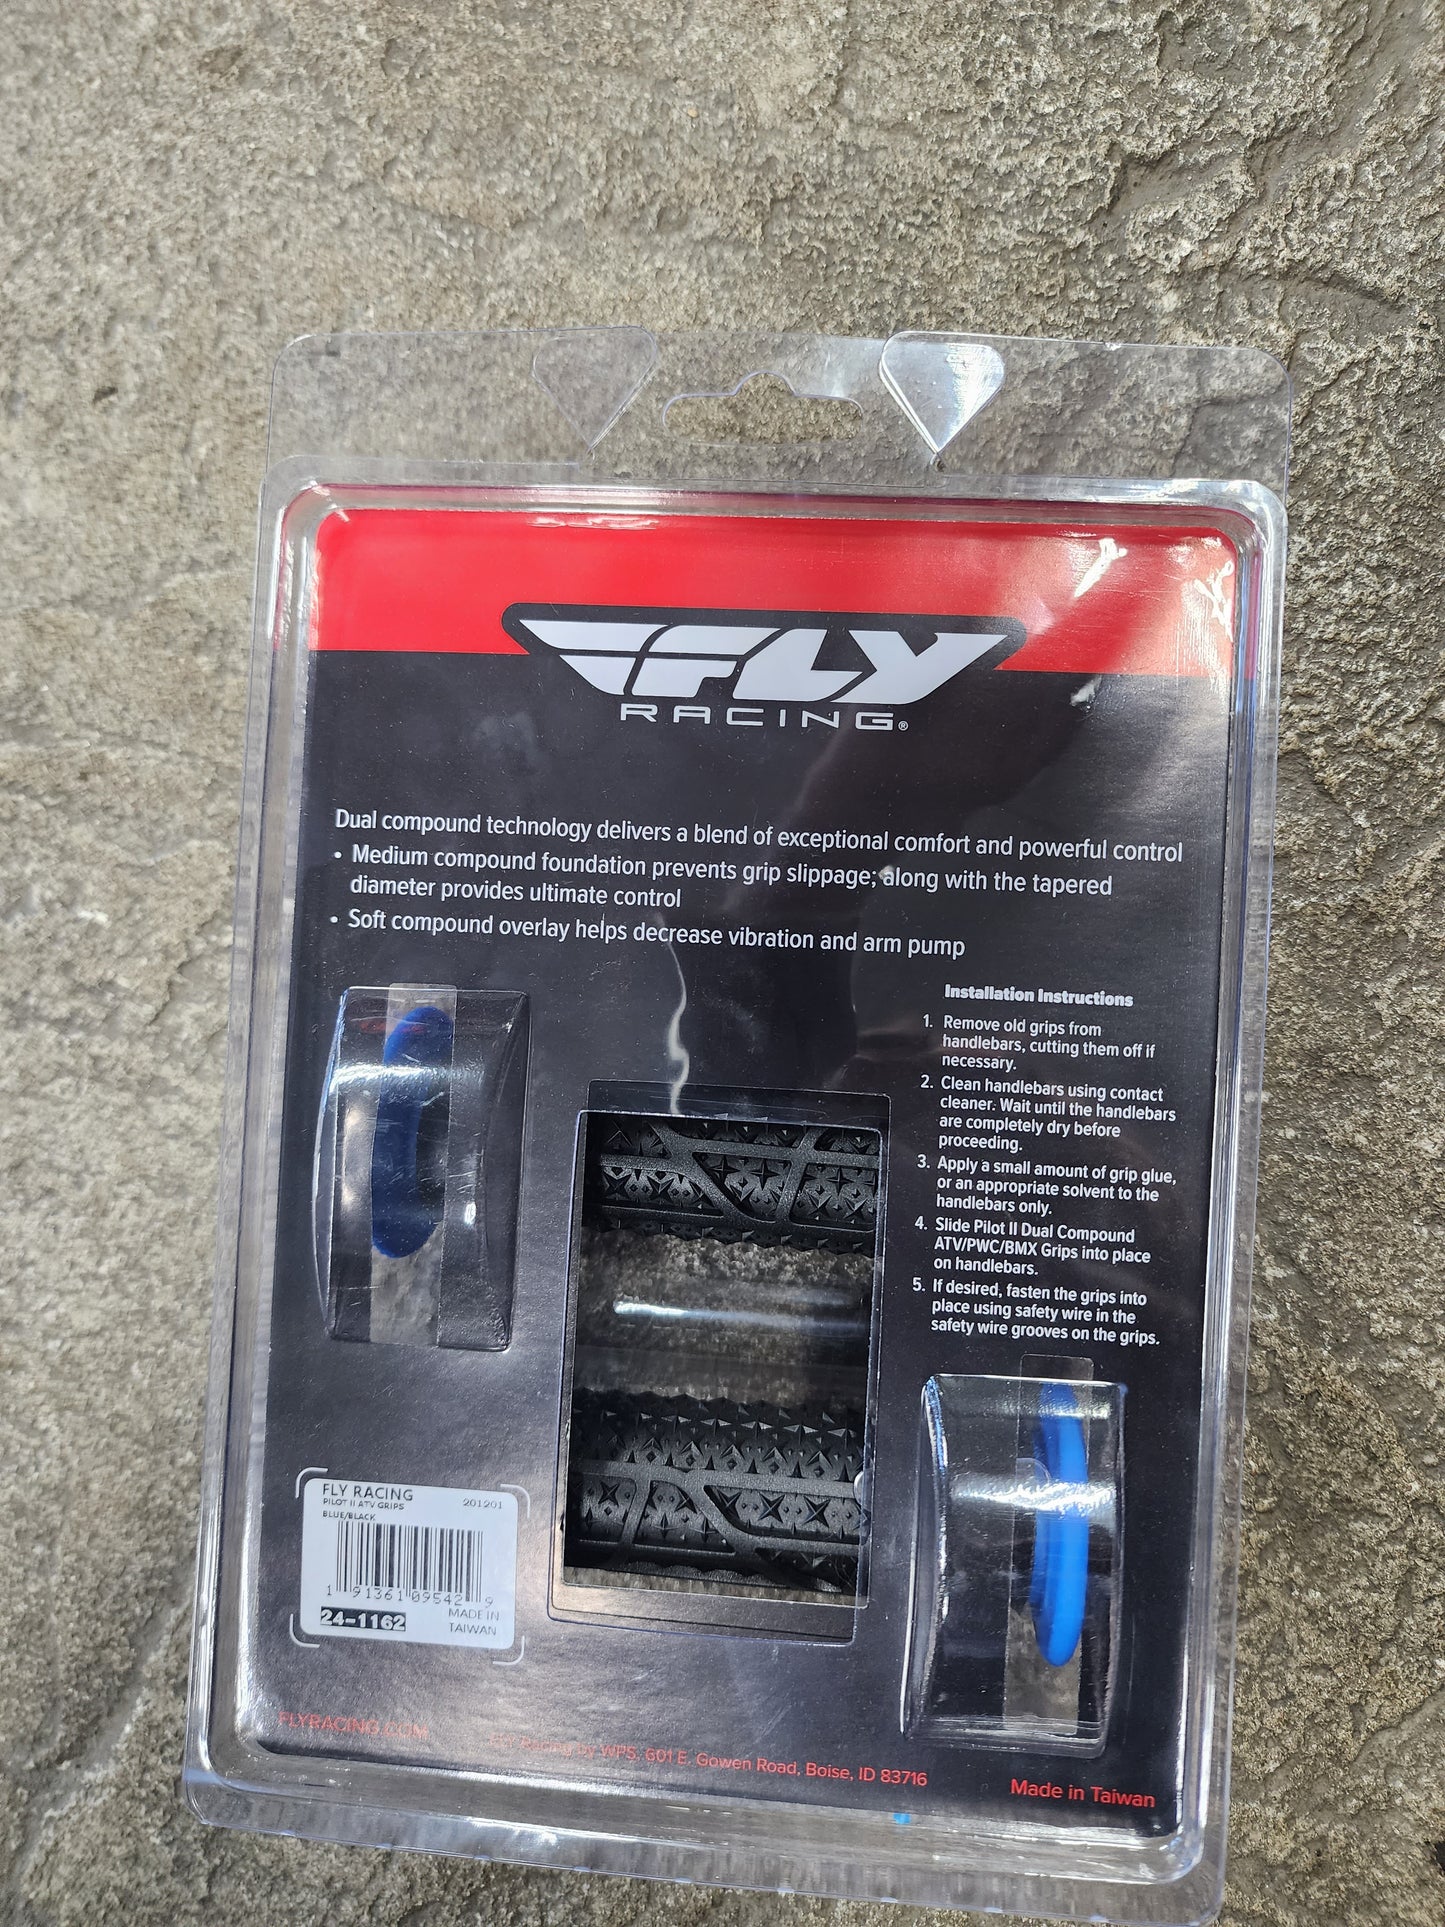 FLY
RACING®
Dual compound technology delivers a blend of exceptional comfort and powerful control
• Medium compound foundation prevents grip slippage; along with the tapered
diameter provides ultimate control
• Soft compound overlay helps decrease vibration and arm pump
Installation Instructions
1. Remove old grips from
handlebars, cutting them off if
necessary.
2. Clean handlebars using contact
cleaner. Wait until the handlebars
are completely dry before
proceeding.
3. Apply a small amount of grip glue,
or an appropriate solvent to the
handlebars only.
4. Slide Pilot II Dual Compound
ATV/PWC/BMX Grips into place
on handlebars.
5. If desired, fasten the grips into
place using safety wire in the
safety wire grooves on the grips.
FLY RACING
PILOT II ATV GRIPS 201201
BLUE/BLACK
1 91361 09542 9
24-1162 MADE IN
TAIWAN
FLYRACING.COM
FLY Racing by WPS, 601 E. Gowen Road, Boise, ID 83716
Made in Taiwan